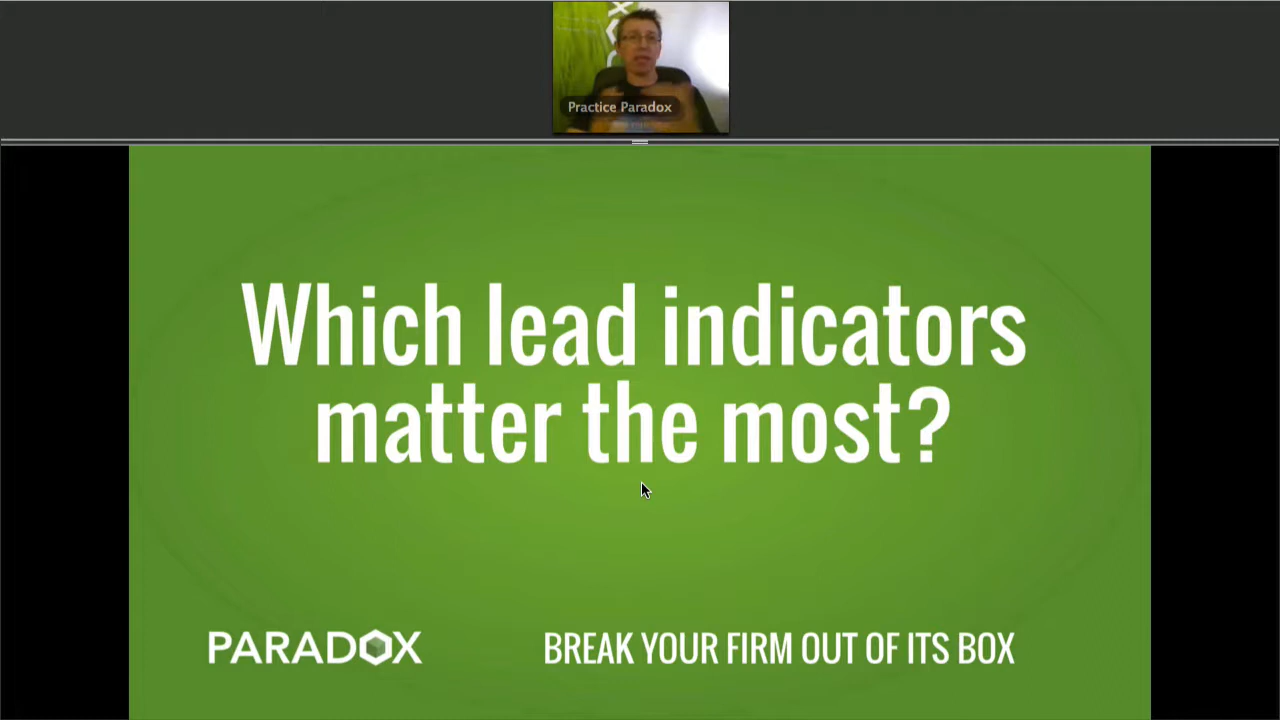 Practice Paradox
Which lead indicators
matter the most?
PARADOX
BREAK YOUR FIRM OUT OF ITS BOX